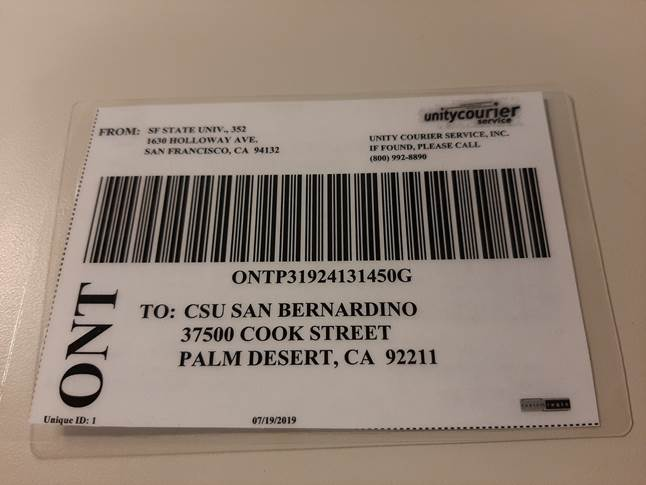 unitycourier
service
FROM: SF STATE UNIV., 352
1630 HOLLOWAY AVE.
SAN FRANCISCO, CA 94132
UNITY COURIER SERVICE, INC.
IF FOUND, PLEASE CALL
(800) 992-8890
ONTP31924131450G
ONT
TO: CSU SAN BERNARDINO
37500 COOK STREET
PALM DESERT, CA 92211
Unique ID: 1
07/19/2019